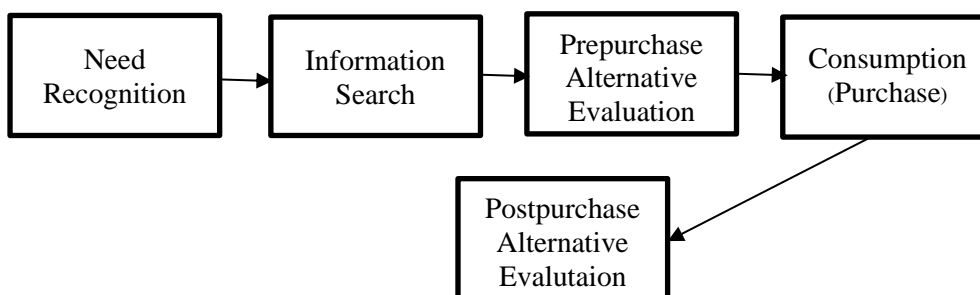 Need
Recognition
Information
Search
Prepurchase
Alternative
Evaluation
Consumption
(Purchase)
Postpurchase
Alternative
Evalutaion